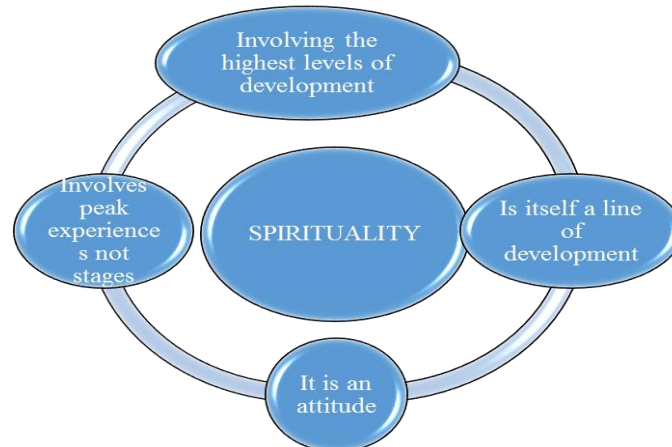 Involving the
highest levels of
development
Involves
peak
experience
s not
stages
SPIRITUALITY
Is itself a line
of
development
It is an
attitude